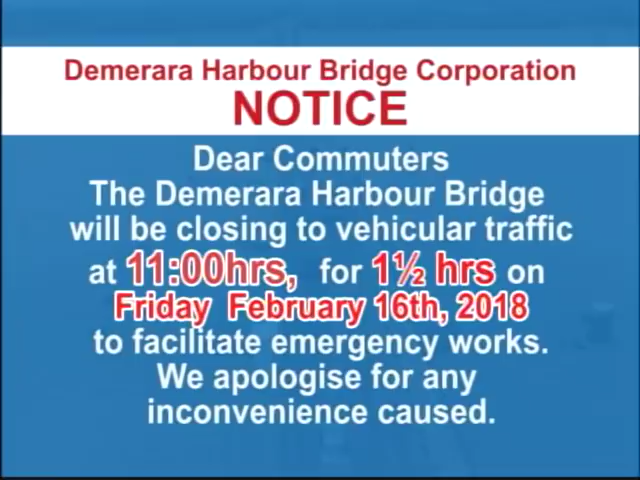 Demerara Harbour Bridge Corporation
NOTICE
Dear Commuters
The Demerara Harbour Bridge
will be closing to vehicular traffic
at 11:00hrs, for 1½ hrs on
Friday February 16th, 2018
to facilitate emergency works.
We apologise for any
inconvenience caused.